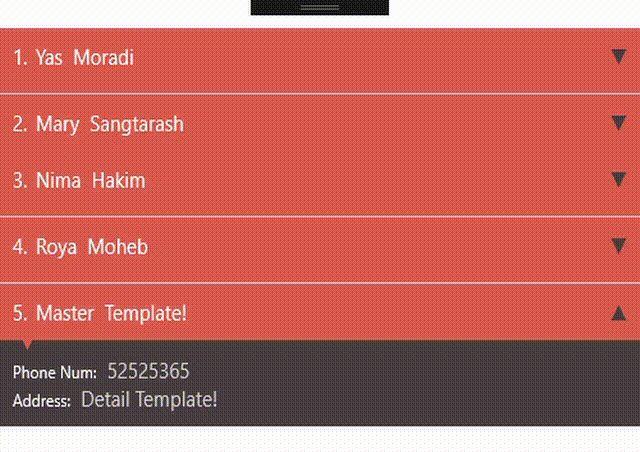 1. Yas Moradi
2. Mary Sangtarash
3. Nima Hakim
4. Roya Moheb
5. Master Template!
Phone Num: 52525365
Address: Detail Template!